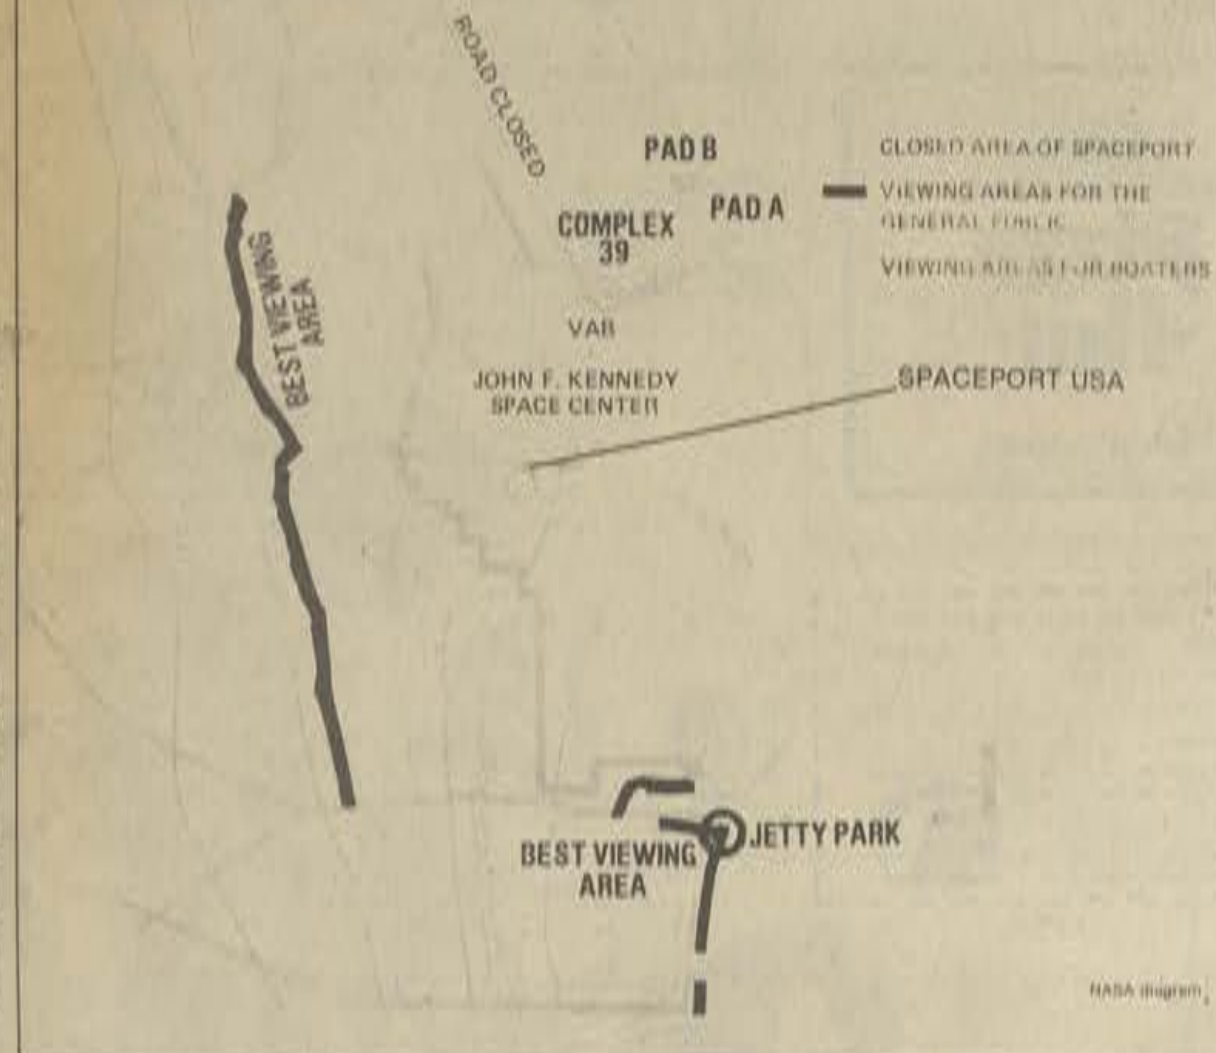 ROAD CLOSED
PAD B
PAD A
COMPLEX
39
CLOSED AREA OF SPACEPORT
VIEWING AREAS FOR THE
GENERAL PUBLIC
VIEWING AREAS FOR BOATERS
BEST VIEWING
AREA
VAB
JOHN F. KENNEDY
SPACE CENTER
SPACEPORT USA
BEST VIEWING
AREA
JETTY PARK
NASA diagram